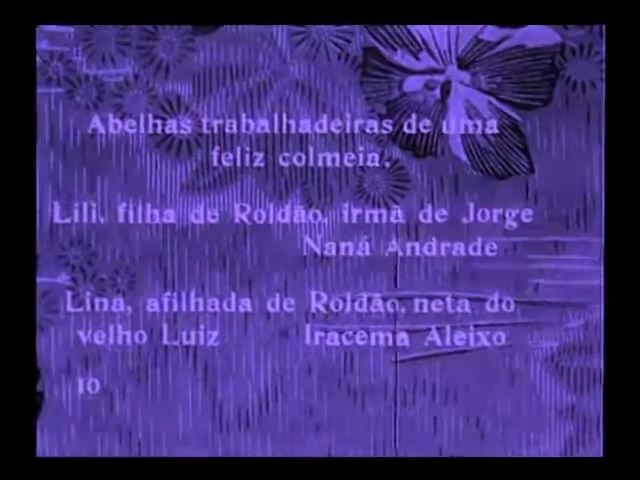 Abelhas trabalhadeiras de uma
feliz colmeia.
Lili, filha de Roldão, irmã de Jorge
Naná Andrade
Lina, afilhada de Roldão, neta do
velho Luiz
Iracema Aleixo
10